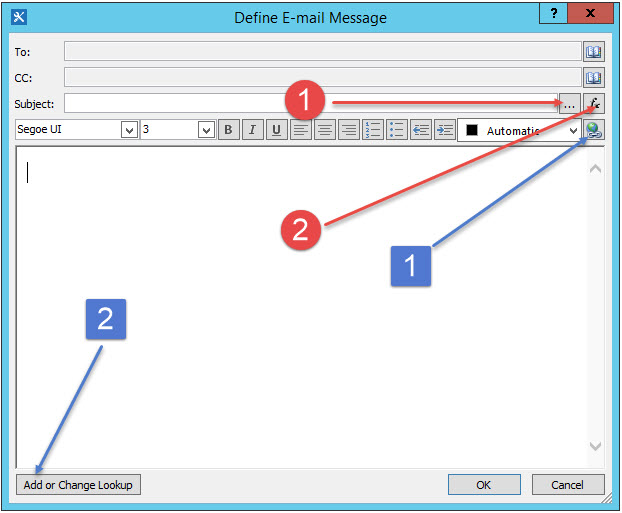 Define E-mail Message
?
x
To:
CC:
Subject:
1
...
fx
Segoe UI
3
B
I
U
Automatic
2
1
2
Add or Change Lookup
OK
Cancel